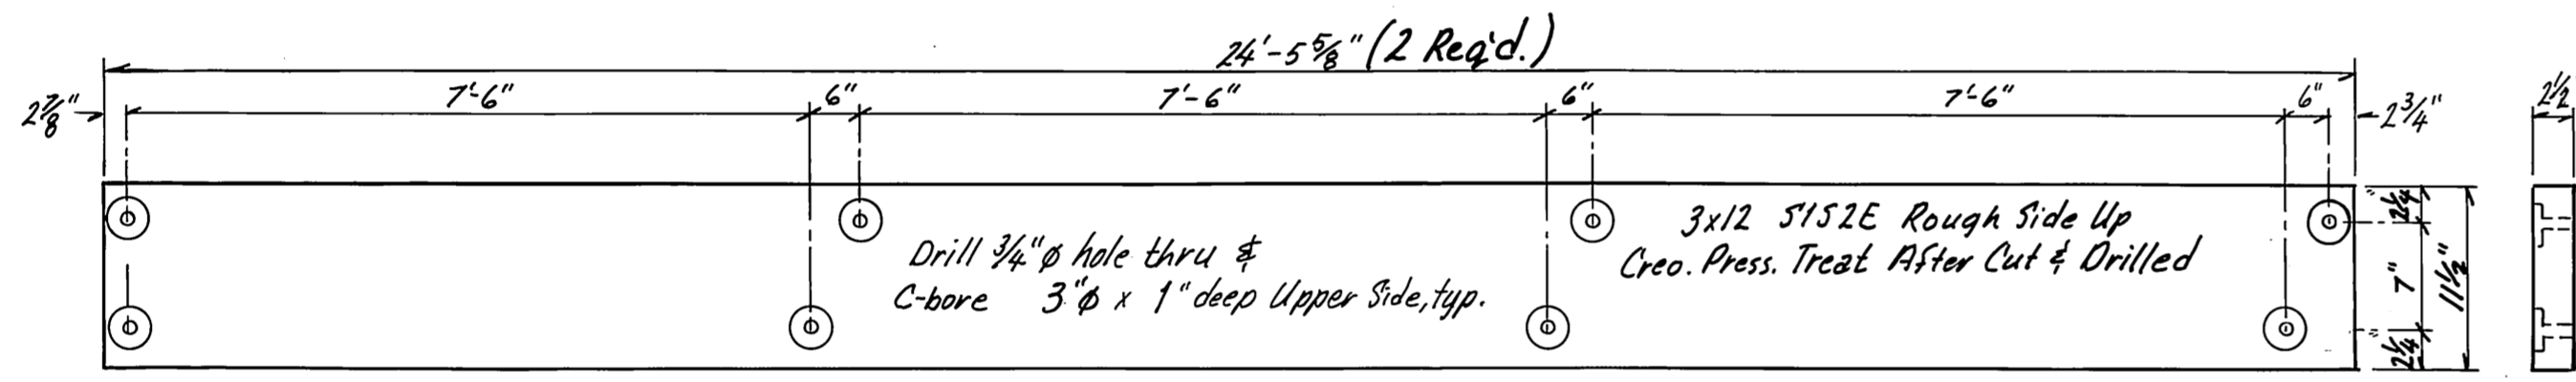 24'-5 5/8" (2 Req'd.)
2 7/8" 7'-6" 6" 7'-6" 6" 7'-6" 6" 2 3/4" 2 1/2
Drill 3/4"ø hole thru &
C-bore 3"ø x 1" deep Upper Side, typ.
3x12 S1S2E Rough Side Up
Creo. Press. Treat After Cut & Drilled
2 1/4"
7"
2 1/4"
11 1/2"